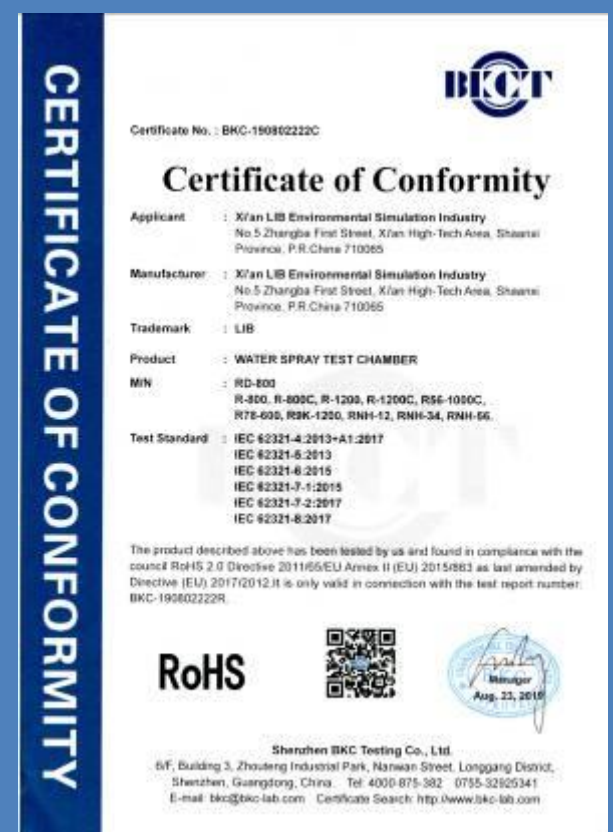 CERTIFICATE OF CONFORMITY
BKCT
Certificate No. : BKC-190802222C
Certificate of Conformity
Applicant : Xi'an LIB Environmental Simulation Industry
No.5 Zhangba First Street, Xi'an High-Tech Area, Shaanxi
Province, P.R.China 710065
Manufacturer : Xi'an LIB Environmental Simulation Industry
No.5 Zhangba First Street, Xi'an High-Tech Area, Shaanxi
Province, P.R.China 710065
Trademark : LIB
Product : WATER SPRAY TEST CHAMBER
M/N : RD-800
R-800, R-800C, R-1200, R-1200C, R56-1000C,
R78-600, R9K-1200, RNH-12, RNH-34, RNH-56.
Test Standard : IEC 62321-4:2013+A1:2017
IEC 62321-5:2013
IEC 62321-6:2015
IEC 62321-7-1:2015
IEC 62321-7-2:2017
IEC 62321-8:2017
The product described above has been tested by us and found in compliance with the
council RoHS 2.0 Directive 2011/65/EU Annex II (EU) 2015/863 as last amended by
Directive (EU) 2017/2012.It is only valid in connection with the test report number:
BKC-190802222R.
RoHS
Manager
Aug. 23, 2019
Shenzhen BKC Testing Co., Ltd.
6/F, Building 3, Zhouteng Industrial Park, Nanwan Street, Longgang District,
Shenzhen, Guangdong, China. Tel: 4000-875-382 0755-32925341
E-mail: bkc@bkc-lab.com Certificate Search: http://www.bkc-lab.com